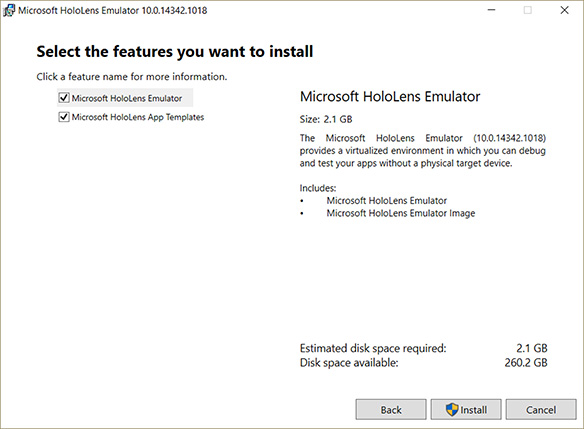 Microsoft HoloLens Emulator 10.0.14342.1018
Select the features you want to install
Click a feature name for more information.
Microsoft HoloLens Emulator
Microsoft HoloLens App Templates
Microsoft HoloLens Emulator
Size: 2.1 GB
The Microsoft HoloLens Emulator (10.0.14342.1018)
provides a virtualized environment in which you can debug
and test your apps without a physical target device.
Includes:
• Microsoft HoloLens Emulator
• Microsoft HoloLens Emulator Image
Estimated disk space required: 2.1 GB
Disk space available: 260.2 GB
Back Install Cancel